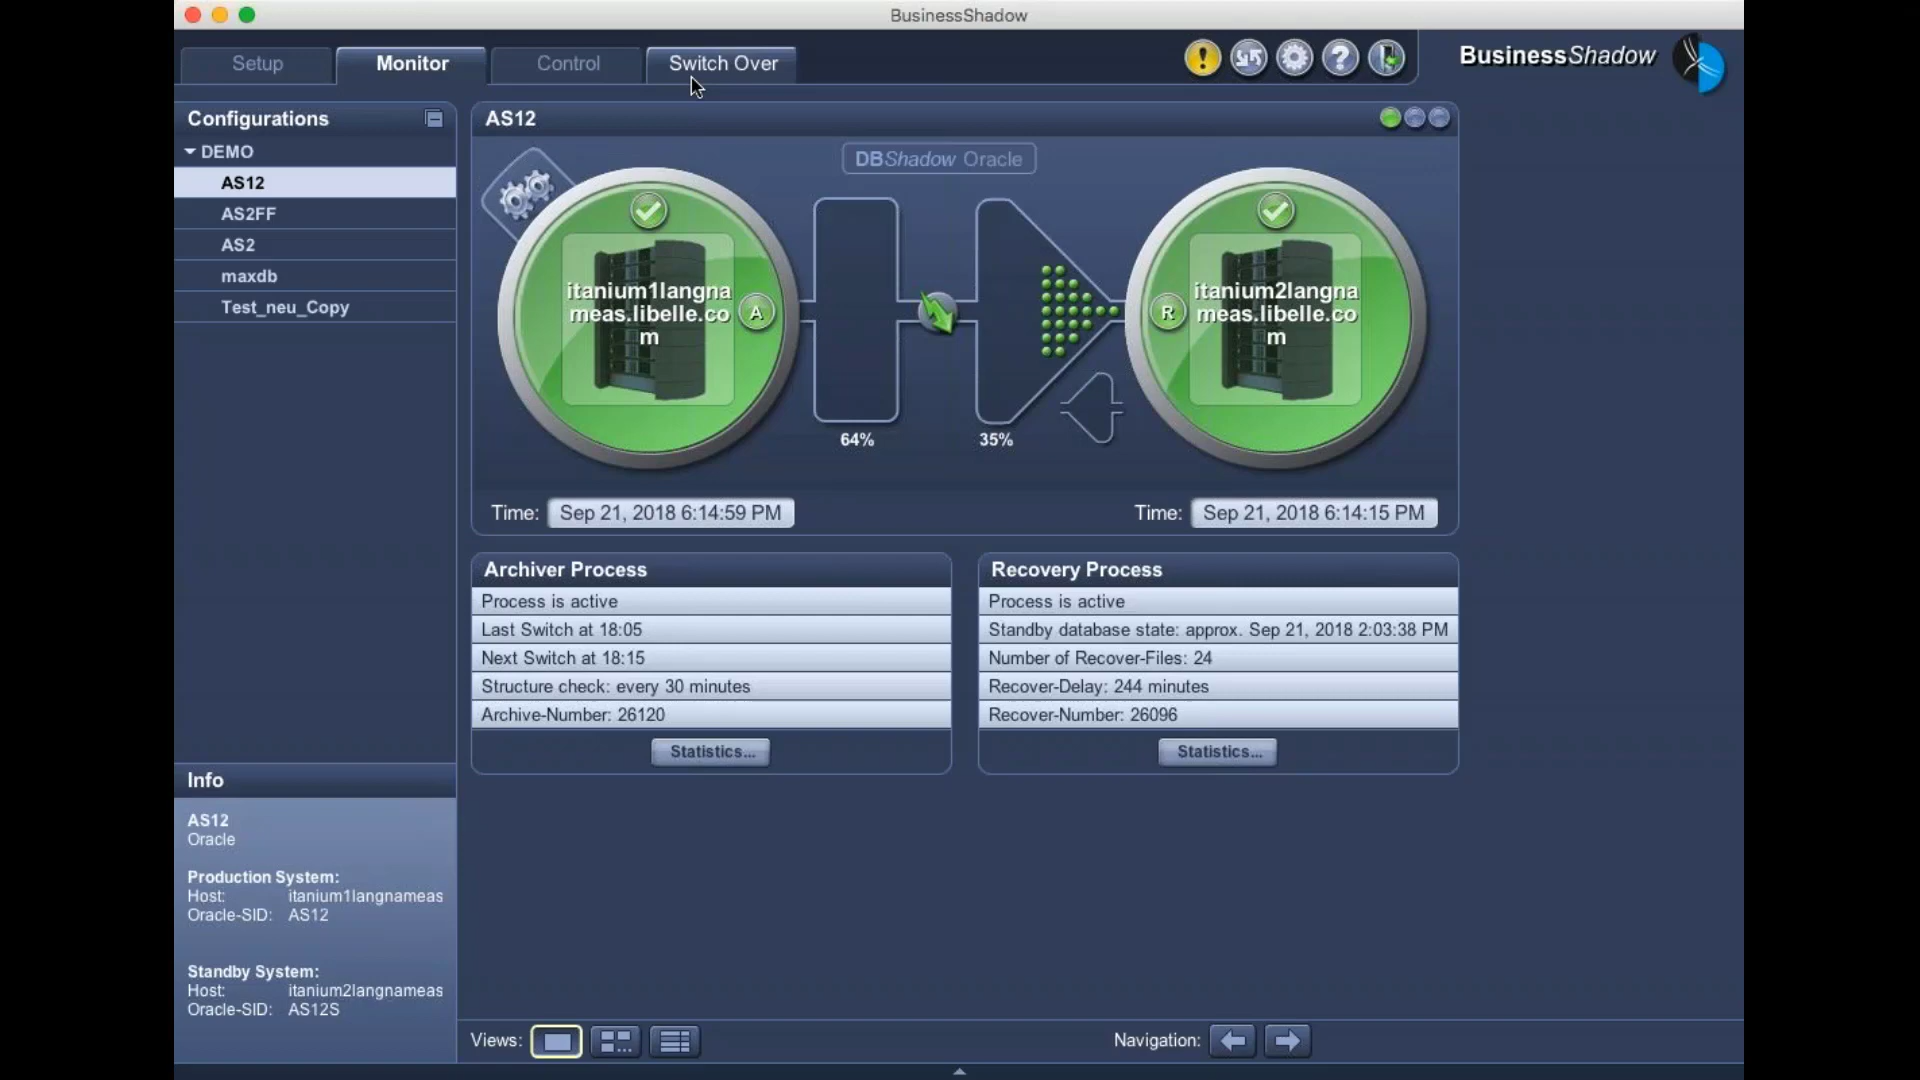 BusinessShadow
Setup
Monitor
Control
Switch Over
!
?
BusinessShadow
Configurations
DEMO
AS12
AS2FF
AS2
maxdb
Test_neu_Copy
AS12
DBShadow Oracle
itanium1langna
meas.libelle.co
m
A
R
itanium2langna
meas.libelle.co
m
64%
35%
Time: Sep 21, 2018 6:14:59 PM
Time: Sep 21, 2018 6:14:15 PM
Archiver Process
Process is active
Last Switch at 18:05
Next Switch at 18:15
Structure check: every 30 minutes
Archive-Number: 26120
Statistics...
Recovery Process
Process is active
Standby database state: approx. Sep 21, 2018 2:03:38 PM
Number of Recover-Files: 24
Recover-Delay: 244 minutes
Recover-Number: 26096
Statistics...
Info
AS12
Oracle
Production System:
Host: itanium1langnameas
Oracle-SID: AS12
Standby System:
Host: itanium2langnameas
Oracle-SID: AS12S
Views:
Navigation: